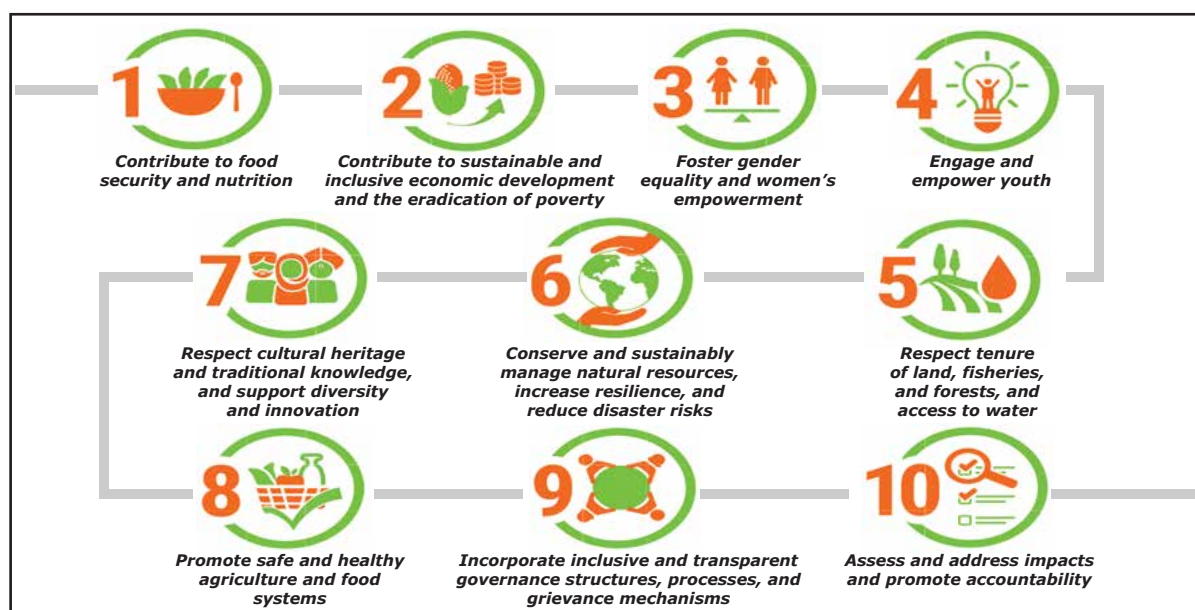 1
Contribute to food
security and nutrition
2
Contribute to sustainable and
inclusive economic development
and the eradication of poverty
3
Foster gender
equality and women's
empowerment
4
Engage and
empower youth
5
Respect tenure
of land, fisheries,
and forests, and
access to water
6
Conserve and sustainably
manage natural resources,
increase resilience, and
reduce disaster risks
7
Respect cultural heritage
and traditional knowledge,
and support diversity
and innovation
8
Promote safe and healthy
agriculture and food
systems
9
Incorporate inclusive and transparent
governance structures, processes, and
grievance mechanisms
10
Assess and address impacts
and promote accountability